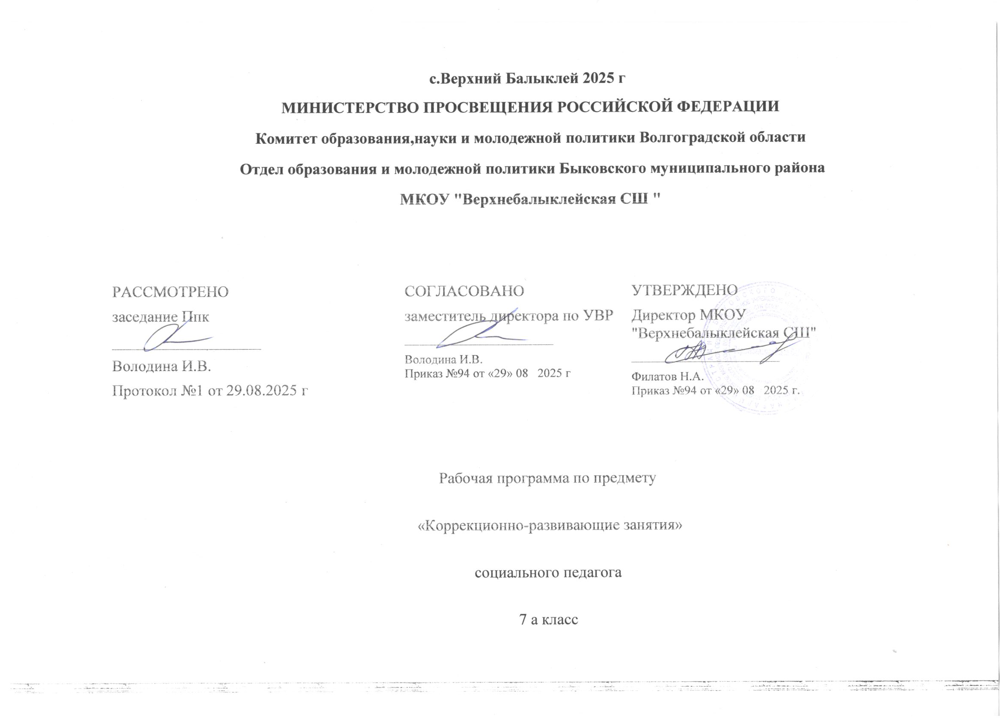 с.Верхний Балыклей 2025 г
МИНИСТЕРСТВО ПРОСВЕЩЕНИЯ РОССИЙСКОЙ ФЕДЕРАЦИИ
Комитет образования,науки и молодежной политики Волгоградской области
Отдел образования и молодежной политики Быковского муниципального района
МКОУ "Верхнебалыклейская СШ "
РАССМОТРЕНО
заседание Ппк
Володина И.В.
Протокол №1 от 29.08.2025 г
СОГЛАСОВАНО
заместитель директора по УВР
Володина И.В.
Приказ №94 от «29» 08 2025 г
УТВЕРЖДЕНО
Директор МКОУ
"Верхнебалыклейская СШ"
Филатов Н.А.
Приказ №94 от «29» 08 2025 г.
Рабочая программа по предмету
«Коррекционно-развивающие занятия»
социального педагога
7 а класс